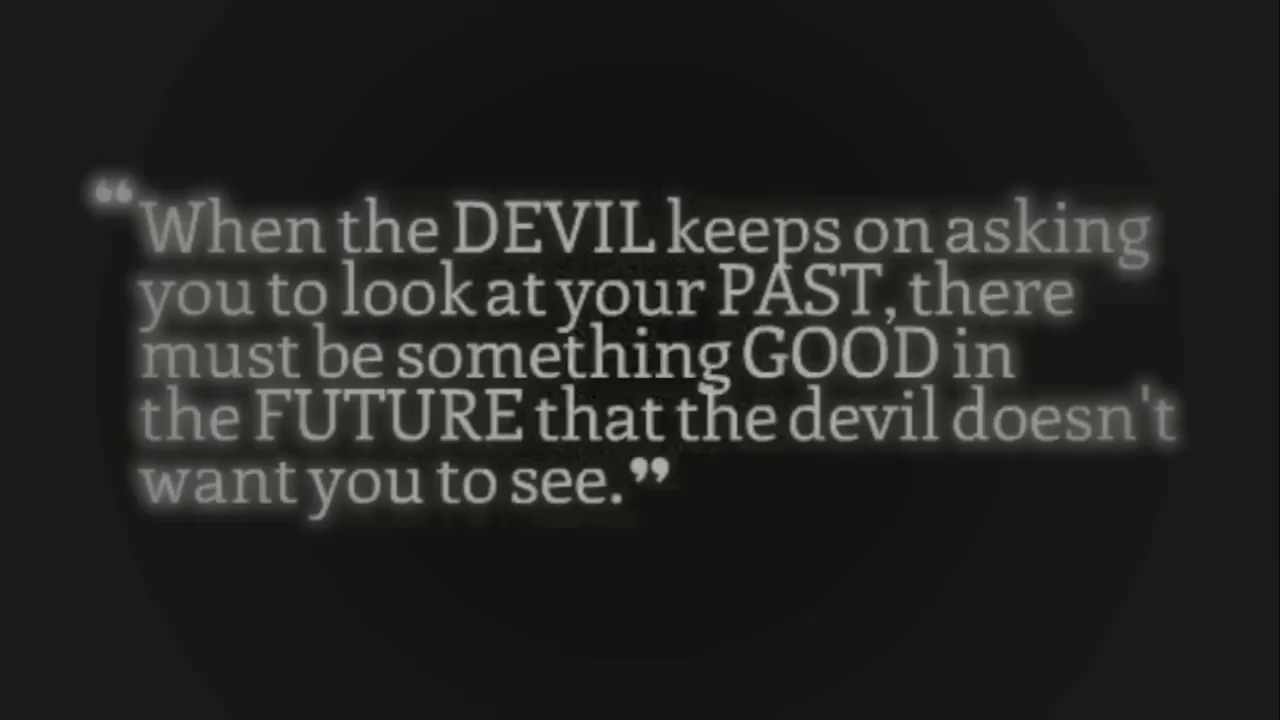 “When the DEVIL keeps on asking
you to look at your PAST, there
must be something GOOD in
the FUTURE that the devil doesn't
want you to see.”